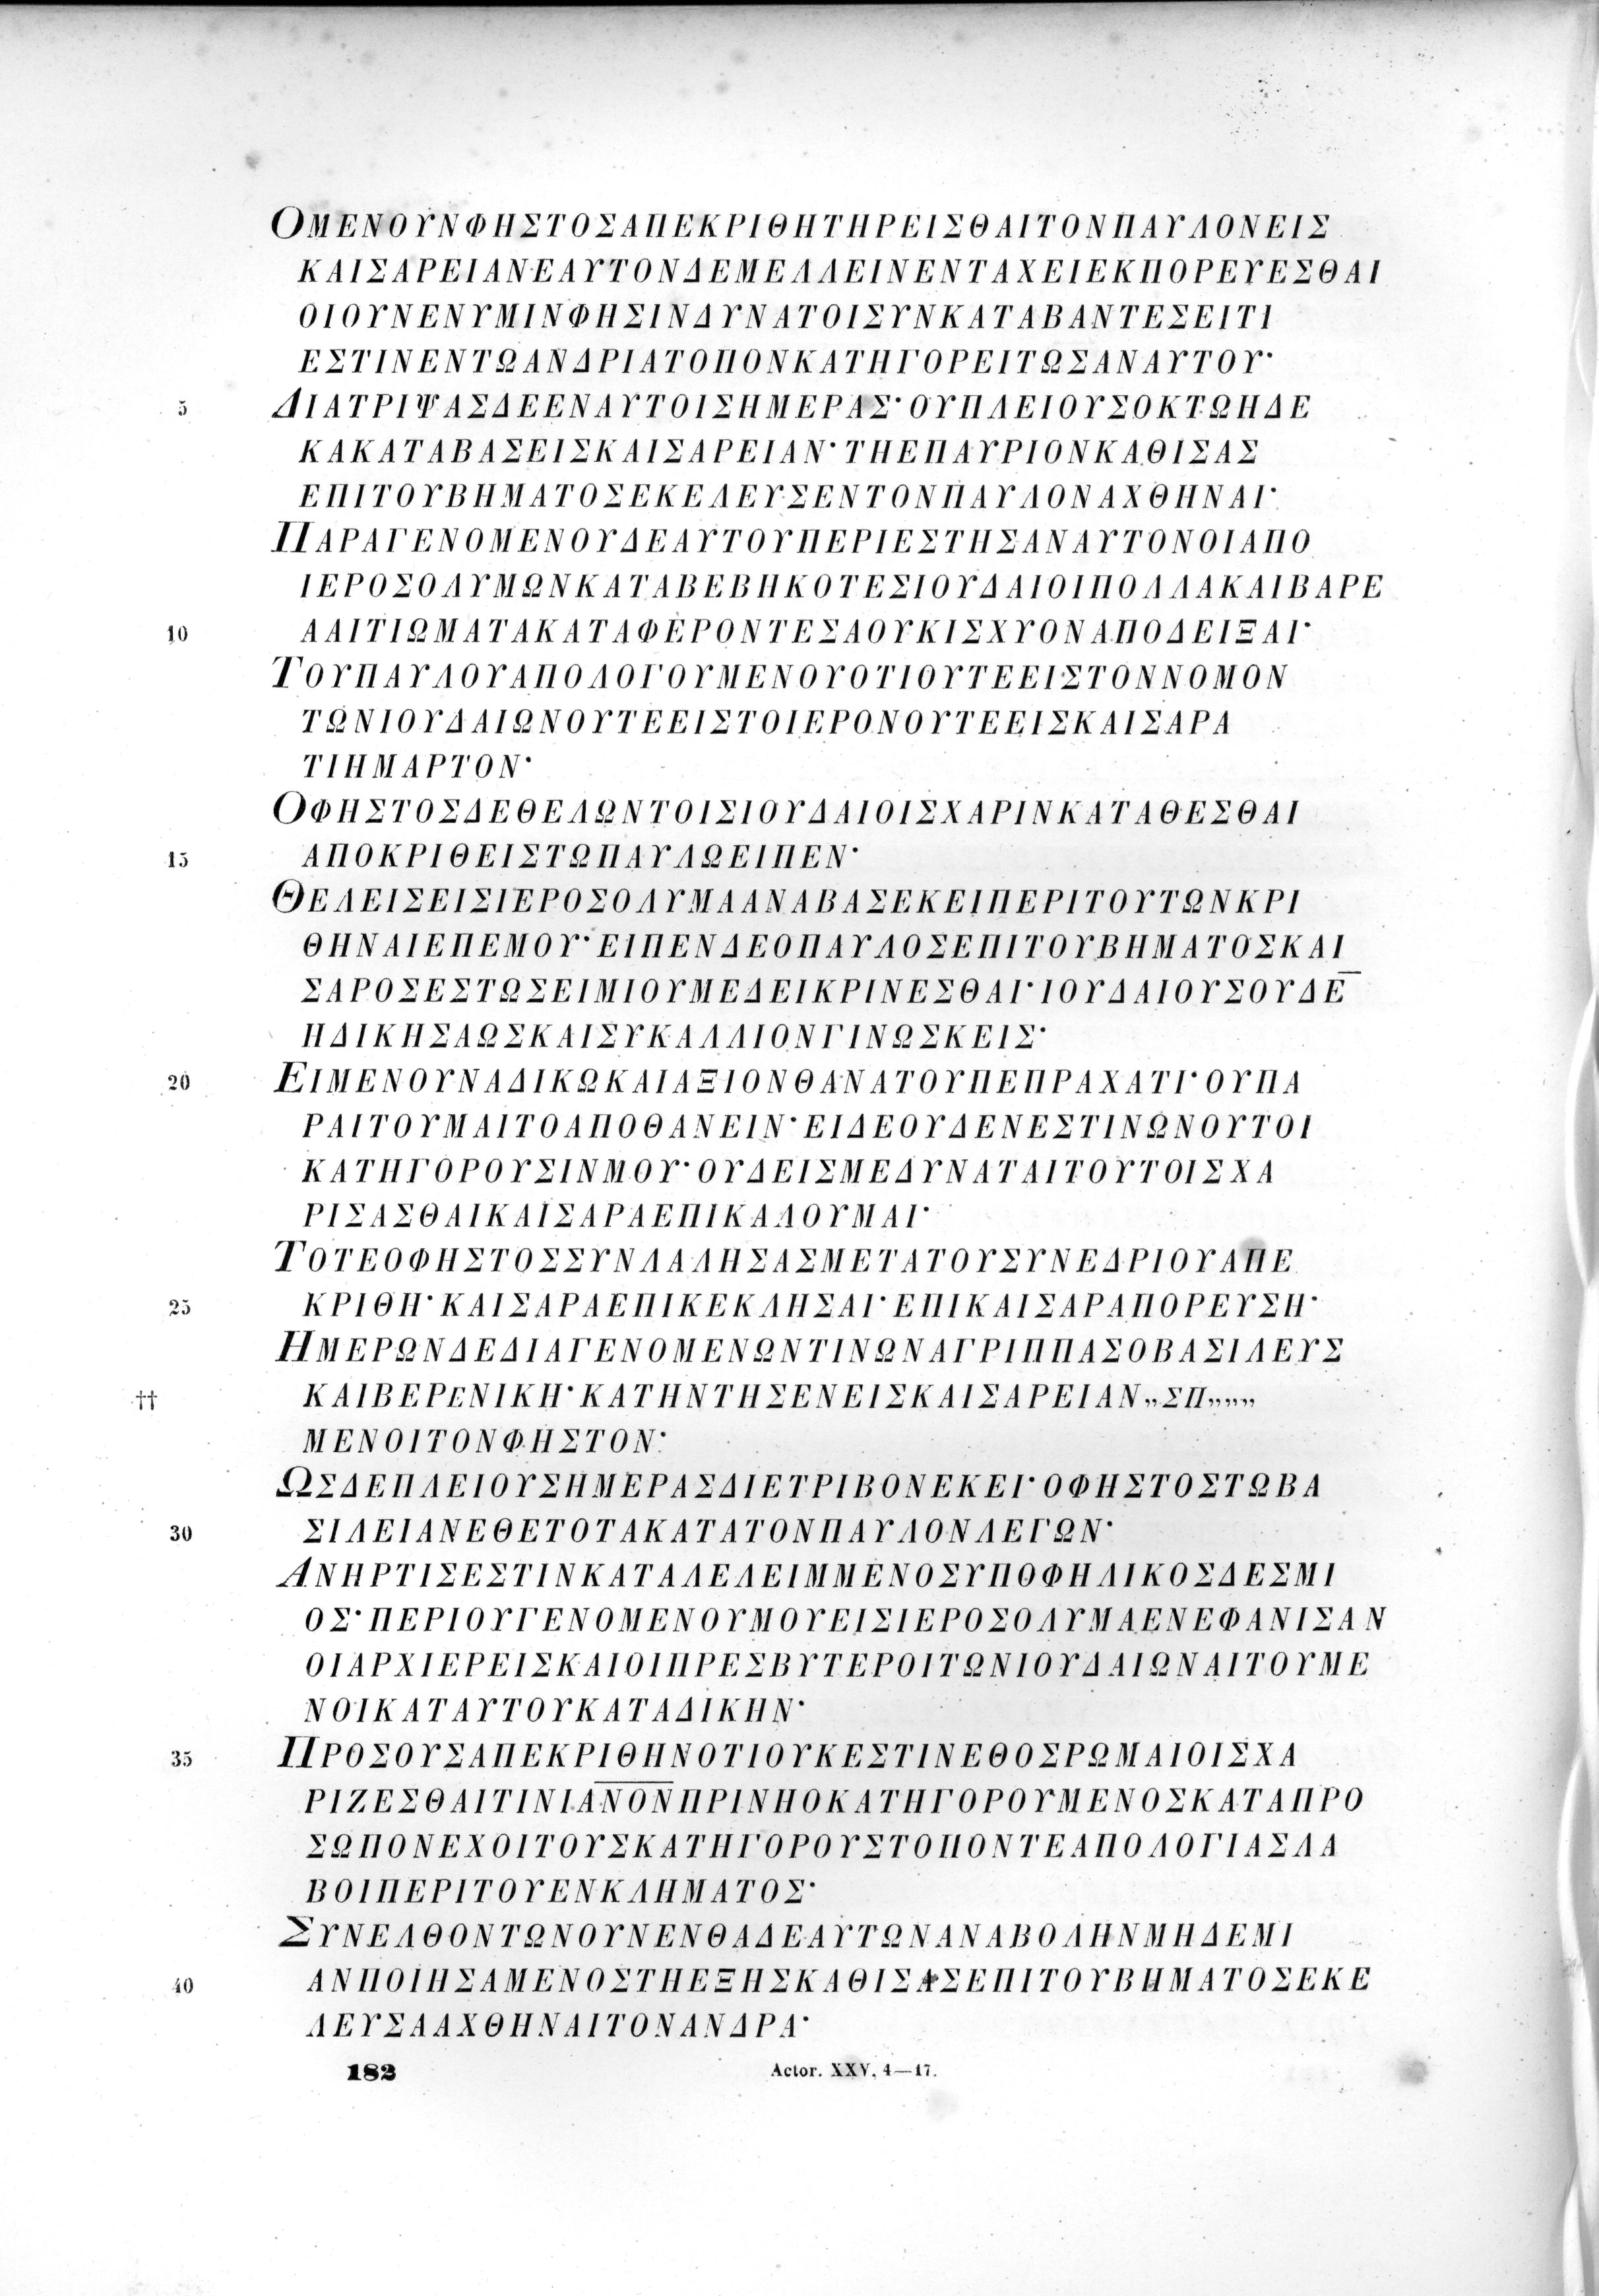 ΟΜΕΝΟΥΝΦΗΣΤΟΣΑΠΕΚΡΙΘΗΤΗΡΕΙΣΘΑΙΤΟΝΠΑΥΛΟΝΕΙΣ
ΚΑΙΣΑΡΕΙΑΝΕΑΥΤΟΝΔΕΜΕΛΛΕΙΝΕΝΤΑΧΕΙΕΚΠΟΡΕΥΕΣΘΑΙ
ΟΙΟΥΝΕΝΥΜΙΝΦΗΣΙΝΔΥΝΑΤΟΙΣΥΝΚΑΤΑΒΑΝΤΕΣΕΙΤΙ
ΕΣΤΙΝΕΝΤΩΑΝΔΡΙΑΤΟΠΟΝΚΑΤΗΓΟΡΕΙΤΩΣΑΝΑΥΤΟΥ·
5 ΔΙΑΤΡΙΨΑΣΔΕΕΝΑΥΤΟΙΣΗΜΕΡΑΣ·ΟΥΠΛΕΙΟΥΣΟΚΤΩΗΔΕ
ΚΑΚΑΤΑΒΑΣΕΙΣΚΑΙΣΑΡΕΙΑΝ·ΤΗΕΠΑΥΡΙΟΝΚΑΘΙΣΑΣ
ΕΠΙΤΟΥΒΗΜΑΤΟΣΕΚΕΛΕΥΣΕΝΤΟΝΠΑΥΛΟΝΑΧΘΗΝΑΙ·
ΠΑΡΑΓΕΝΟΜΕΝΟΥΔΕΑΥΤΟΥΠΕΡΙΕΣΤΗΣΑΝΑΥΤΟΝΟΙΑΠΟ
ΙΕΡΟΣΟΛΥΜΩΝΚΑΤΑΒΕΒΗΚΟΤΕΣΙΟΥΔΑΙΟΙΠΟΛΛΑΚΑΙΒΑΡΕ
10 ΑΑΙΤΙΩΜΑΤΑΚΑΤΑΦΕΡΟΝΤΕΣΑΟΥΚΙΣΧΥΟΝΑΠΟΔΕΙΞΑΙ·
ΤΟΥΠΑΥΛΟΥΑΠΟΛΟΓΟΥΜΕΝΟΥΟΤΙΟΥΤΕΕΙΣΤΟΝΝΟΜΟΝ
ΤΩΝΙΟΥΔΑΙΩΝΟΥΤΕΕΙΣΤΟΙΕΡΟΝΟΥΤΕΕΙΣΚΑΙΣΑΡΑ
ΤΙΗΜΑΡΤΟΝ·
ΟΦΗΣΤΟΣΔΕΘΕΛΩΝΤΟΙΣΙΟΥΔΑΙΟΙΣΧΑΡΙΝΚΑΤΑΘΕΣΘΑΙ
15 ΑΠΟΚΡΙΘΕΙΣΤΩΠΑΥΛΩΕΙΠΕΝ·
ΘΕΛΕΙΣΕΙΣΙΕΡΟΣΟΛΥΜΑΑΝΑΒΑΣΕΚΕΙΠΕΡΙΤΟΥΤΩΝΚΡΙ
ΘΗΝΑΙΕΠΕΜΟΥ·ΕΙΠΕΝΔΕΟΠΑΥΛΟΣΕΠΙΤΟΥΒΗΜΑΤΟΣΚΑΙ
ΣΑΡΟΣΕΣΤΩΣΕΙΜΙΟΥΜΕΔΕΙΚΡΙΝΕΣΘΑΙ·ΙΟΥΔΑΙΟΥΣΟΥΔΕ̅
ΗΔΙΚΗΣΑΩΣΚΑΙΣΥΚΑΛΛΙΟΝΓΙΝΩΣΚΕΙΣ·
20 ΕΙΜΕΝΟΥΝΑΔΙΚΩΚΑΙΑΞΙΟΝΘΑΝΑΤΟΥΠΕΠΡΑΧΑΤΙ·ΟΥΠΑ
ΡΑΙΤΟΥΜΑΙΤΟΑΠΟΘΑΝΕΙΝ·ΕΙΔΕΟΥΔΕΝΕΣΤΙΝΩΝΟΥΤΟΙ
ΚΑΤΗΓΟΡΟΥΣΙΝΜΟΥ·ΟΥΔΕΙΣΜΕΔΥΝΑΤΑΙΤΟΥΤΟΙΣΧΑ
ΡΙΣΑΣΘΑΙΚΑΙΣΑΡΑΕΠΙΚΑΛΟΥΜΑΙ·
ΤΟΤΕΟΦΗΣΤΟΣΣΥΝΛΑΛΗΣΑΣΜΕΤΑΤΟΥΣΥΝΕΔΡΙΟΥΑΠΕ
25 ΚΡΙΘΗ·ΚΑΙΣΑΡΑΕΠΙΚΕΚΛΗΣΑΙ·ΕΠΙΚΑΙΣΑΡΑΠΟΡΕΥΣΗ·
ΗΜΕΡΩΝΔΕΔΙΑΓΕΝΟΜΕΝΩΝΤΙΝΩΝΑΓΡΙΠΠΑΣΟΒΑΣΙΛΕΥΣ
†† ΚΑΙΒΕΡΕΝΙΚΗ·ΚΑΤΗΝΤΗΣΕΝΕΙΣΚΑΙΣΑΡΕΙΑΝ„ΣΠ„„„
ΜΕΝΟΙΤΟΝΦΗΣΤΟΝ·
ΩΣΔΕΠΛΕΙΟΥΣΗΜΕΡΑΣΔΙΕΤΡΙΒΟΝΕΚΕΙ·ΟΦΗΣΤΟΣΤΩΒΑ
30 ΣΙΛΕΙΑΝΕΘΕΤΟΤΑΚΑΤΑΤΟΝΠΑΥΛΟΝΛΕΓΩΝ·
ΑΝΗΡΤΙΣΕΣΤΙΝΚΑΤΑΛΕΛΕΙΜΜΕΝΟΣΥΠΟΦΗΛΙΚΟΣΔΕΣΜΙ
ΟΣ·ΠΕΡΙΟΥΓΕΝΟΜΕΝΟΥΜΟΥΕΙΣΙΕΡΟΣΟΛΥΜΑΕΝΕΦΑΝΙΣΑΝ
ΟΙΑΡΧΙΕΡΕΙΣΚΑΙΟΙΠΡΕΣΒΥΤΕΡΟΙΤΩΝΙΟΥΔΑΙΩΝΑΙΤΟΥΜΕ
ΝΟΙΚΑΤΑΥΤΟΥΚΑΤΑΔΙΚΗΝ·
35 ΠΡΟΣΟΥΣΑΠΕΚΡΙΘΗΝΟΤΙΟΥΚΕΣΤΙΝΕΘΟΣΡΩΜΑΙΟΙΣΧΑ
ΡΙΖΕΣΘΑΙΤΙΝΙΑΝ̅Ο̅Ν̅ΠΡΙΝΗΟΚΑΤΗΓΟΡΟΥΜΕΝΟΣΚΑΤΑΠΡΟ
ΣΩΠΟΝΕΧΟΙΤΟΥΣΚΑΤΗΓΟΡΟΥΣΤΟΠΟΝΤΕΑΠΟΛΟΓΙΑΣΛΑ
ΒΟΙΠΕΡΙΤΟΥΕΝΚΛΗΜΑΤΟΣ·
ΣΥΝΕΛΘΟΝΤΩΝΟΥΝΕΝΘΑΔΕΑΥΤΩΝΑΝΑΒΟΛΗΝΜΗΔΕΜΙ
40 ΑΝΠΟΙΗΣΑΜΕΝΟΣΤΗΕΞΗΣΚΑΘΙΣΑΣΕΠΙΤΟΥΒΗΜΑΤΟΣΕΚΕ
ΛΕΥΣΑΑΧΘΗΝΑΙΤΟΝΑΝΔΡΑ·
182 Actor. XXV, 4—17.